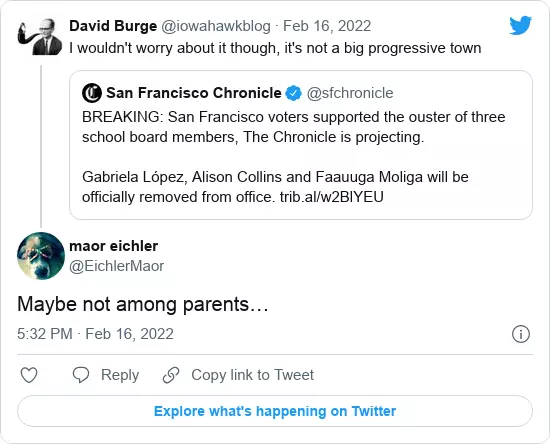 David Burge @iowahawkblog · Feb 16, 2022
I wouldn't worry about it though, it's not a big progressive town
San Francisco Chronicle @sfchronicle
BREAKING: San Francisco voters supported the ouster of three
school board members, The Chronicle is projecting.
Gabriela López, Alison Collins and Faauuga Moliga will be
officially removed from office. trib.al/w2BlYEU
maor eichler
@EichlerMaor
Maybe not among parents…
5:32 PM · Feb 16, 2022
Reply
Copy link to Tweet
Explore what's happening on Twitter